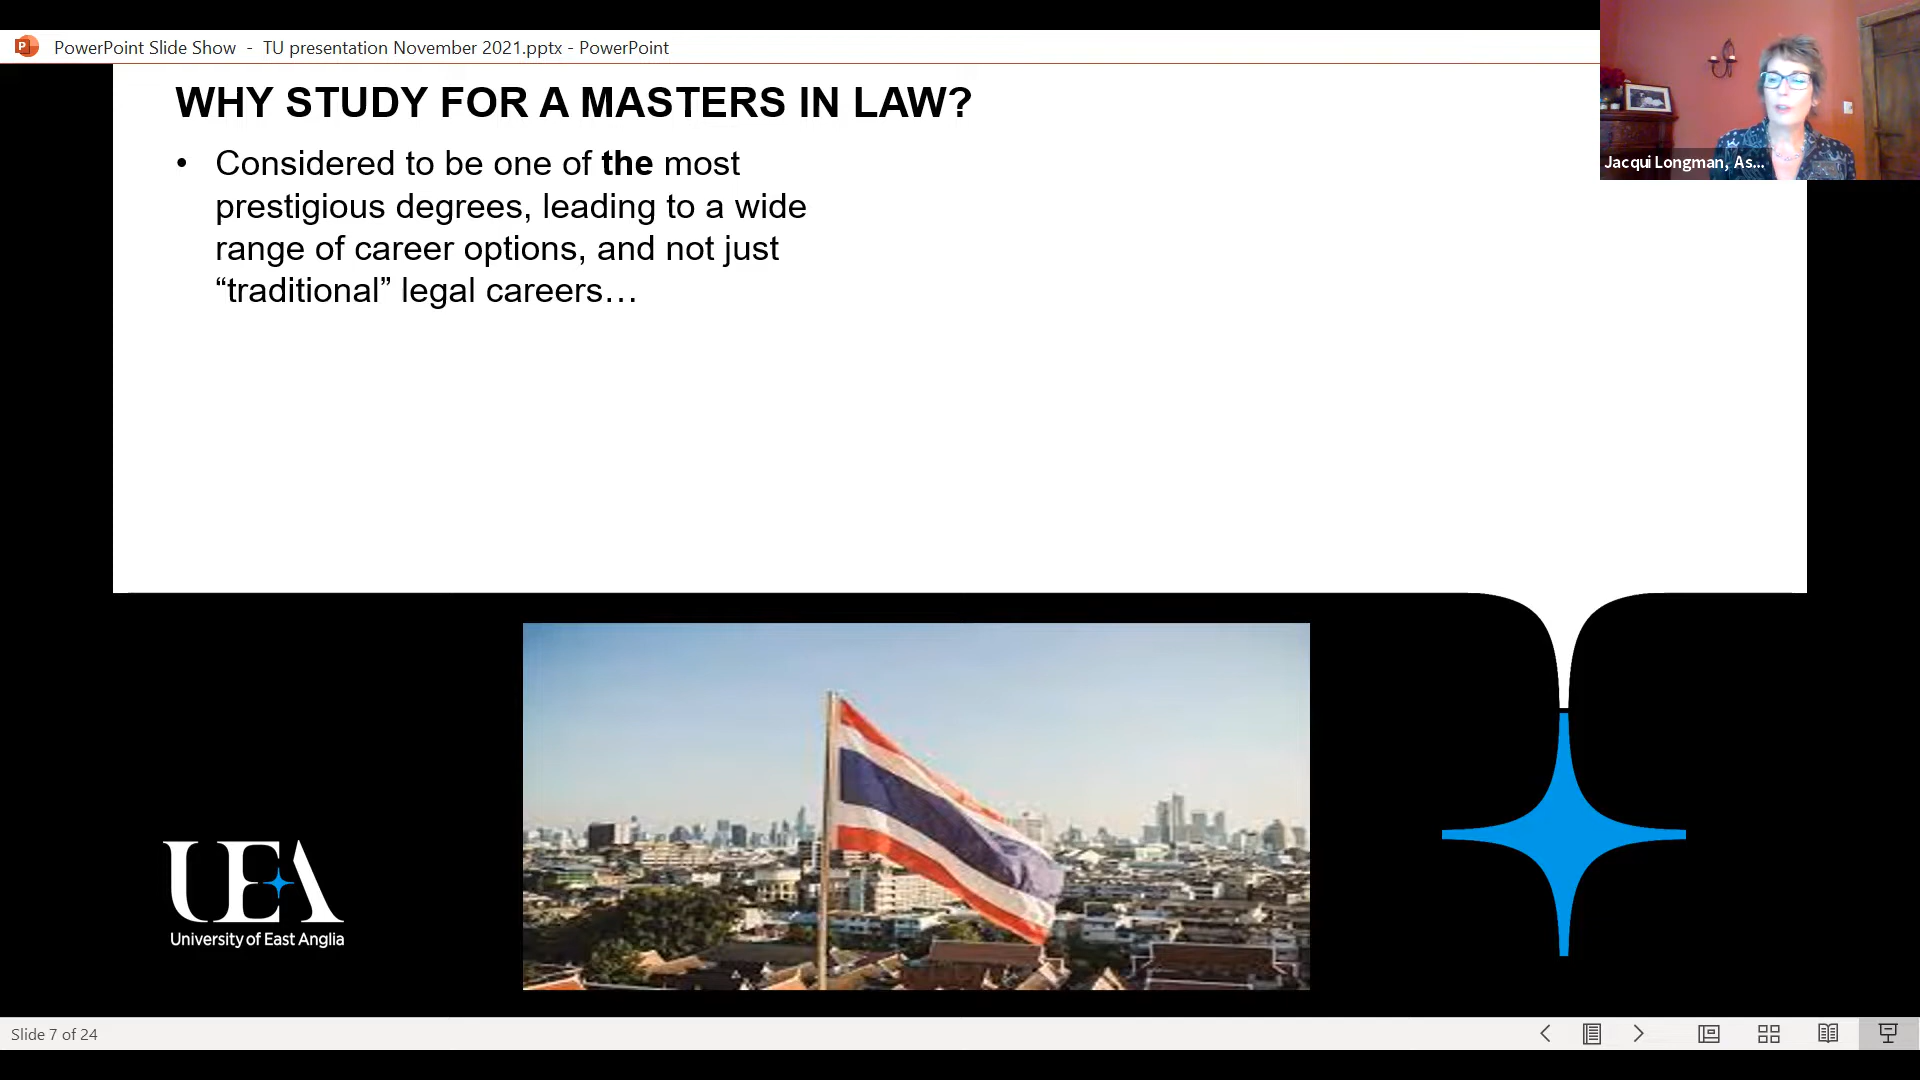 PowerPoint Slide Show - TU presentation November 2021.pptx - PowerPoint
WHY STUDY FOR A MASTERS IN LAW?
• Considered to be one of the most
prestigious degrees, leading to a wide
range of career options, and not just
“traditional” legal careers…
Jacqui Longman, As...
UEA
University of East Anglia
Slide 7 of 24